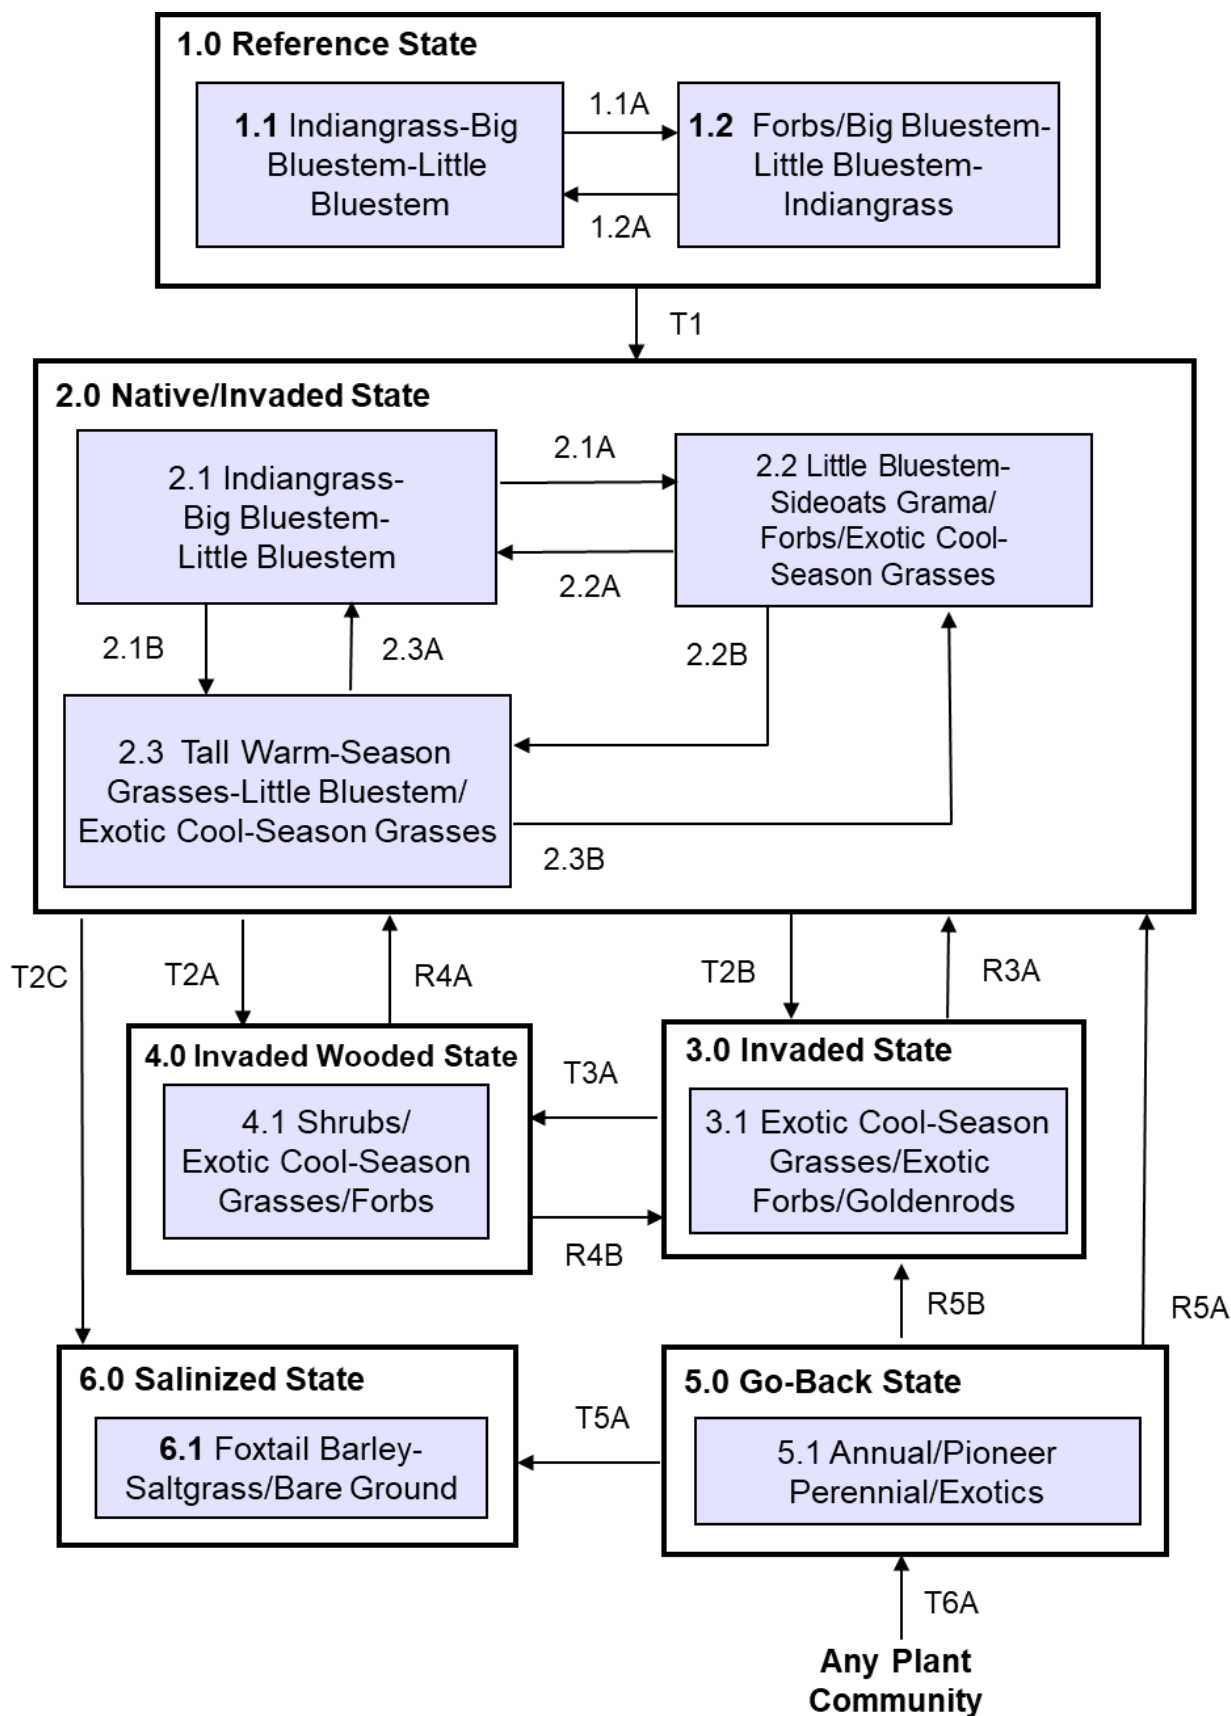 1.0 Reference State
1.1 Indiangrass-Big
Bluestem-Little
Bluestem
1.1A
1.2A
1.2 Forbs/Big Bluestem-
Little Bluestem-
Indiangrass
T1
2.0 Native/Invaded State
2.1 Indiangrass-
Big Bluestem-
Little Bluestem
2.1A
2.2A
2.2 Little Bluestem-
Sideoats Grama/
Forbs/Exotic Cool-
Season Grasses
2.1B
2.3A
2.2B
2.3 Tall Warm-Season
Grasses-Little Bluestem/
Exotic Cool-Season Grasses
2.3B
T2C
T2A
R4A
T2B
R3A
4.0 Invaded Wooded State
4.1 Shrubs/
Exotic Cool-Season
Grasses/Forbs
T3A
R4B
3.0 Invaded State
3.1 Exotic Cool-Season
Grasses/Exotic
Forbs/Goldenrods
R5B
R5A
6.0 Salinized State
6.1 Foxtail Barley-
Saltgrass/Bare Ground
T5A
5.0 Go-Back State
5.1 Annual/Pioneer
Perennial/Exotics
T6A
Any Plant
Community